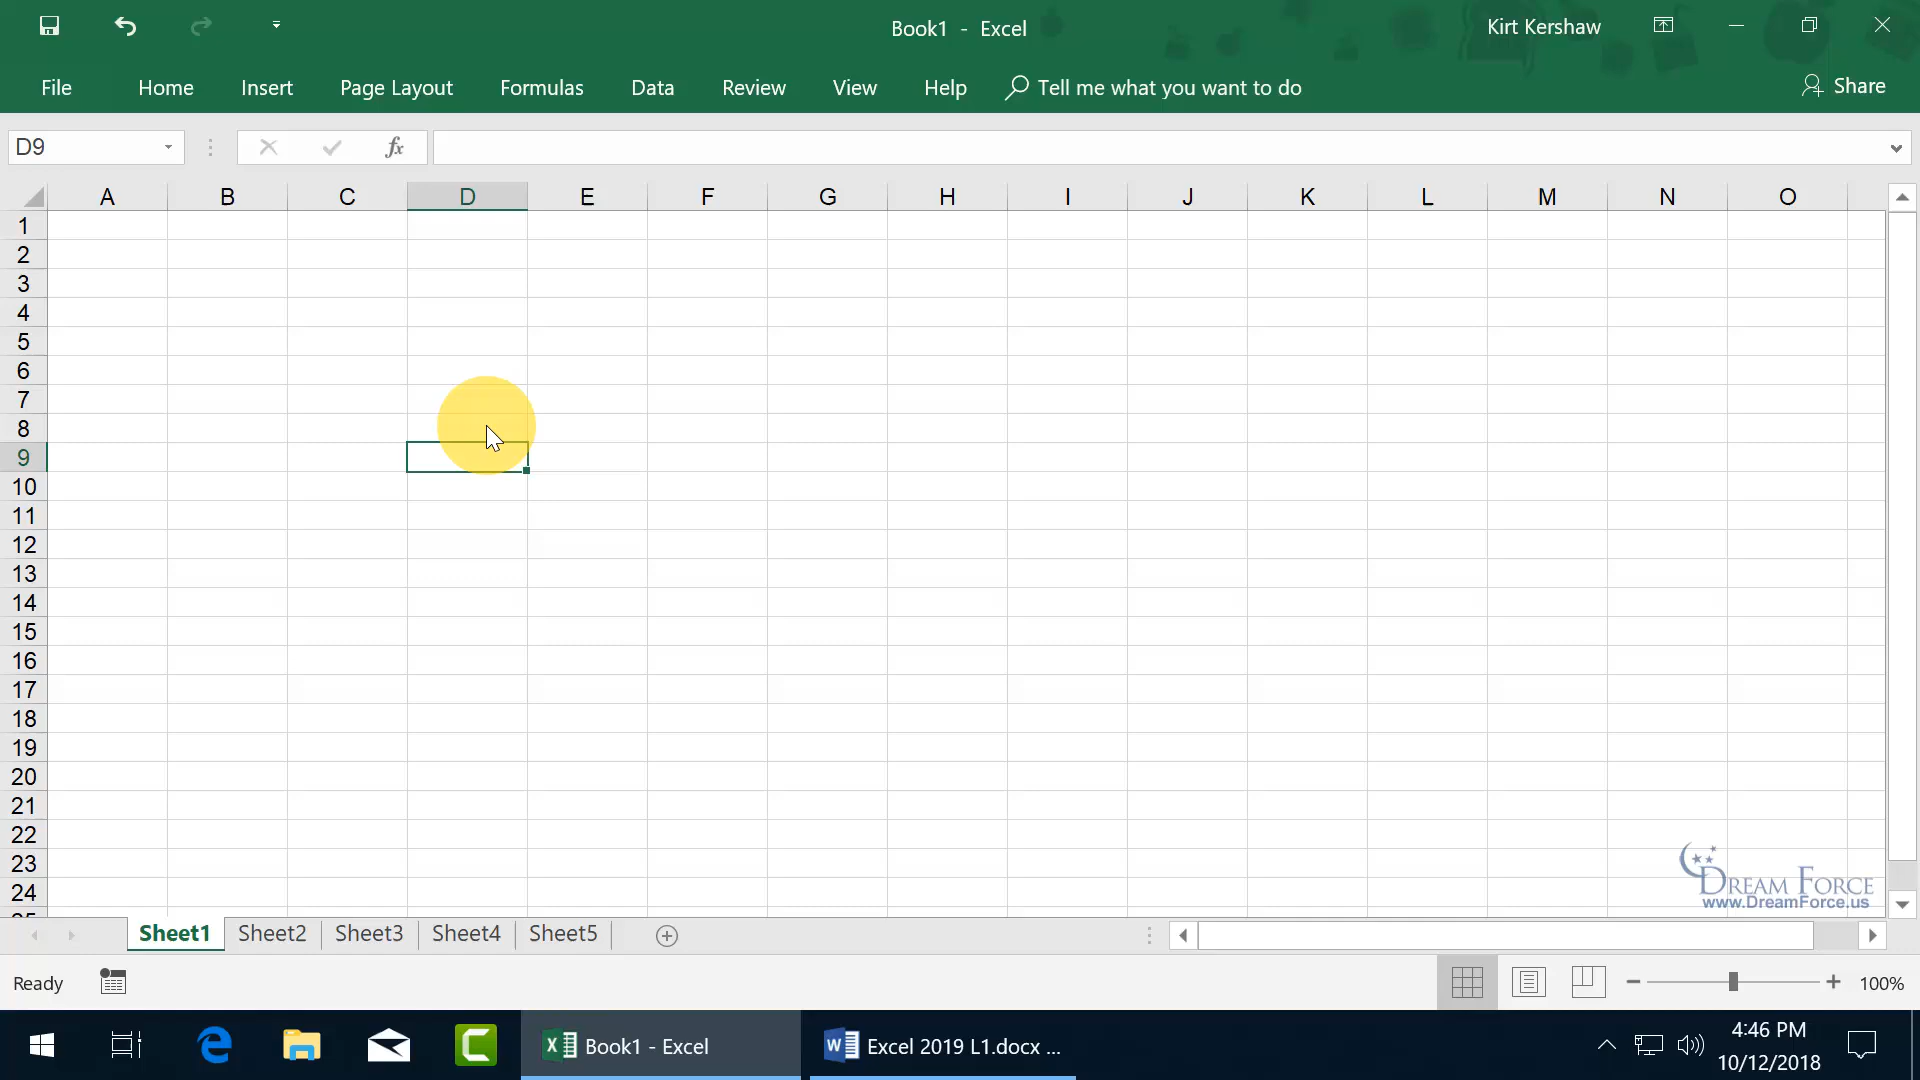 Book1 - Excel
Kirt Kershaw
File Home Insert Page Layout Formulas Data Review View Help Tell me what you want to do Share
D9 fx
A B C D E F G H I J K L M N O
1
2
3
4
5
6
7
8
9
10
11
12
13
14
15
16
17
18
19
20
21
22
23
24
25
DREAM FORCE
www.DreamForce.us
Sheet1 Sheet2 Sheet3 Sheet4 Sheet5
Ready 100%
Book1 - Excel Excel 2019 L1.docx ... 4:46 PM
10/12/2018